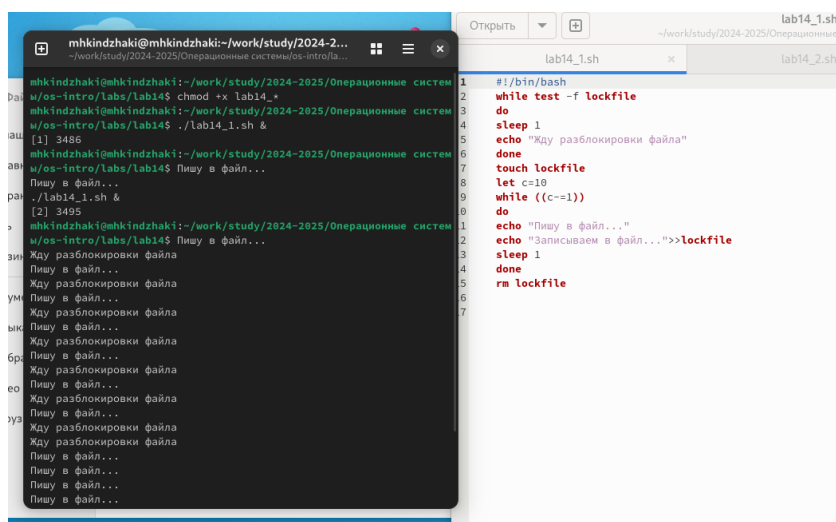 mhkindzhaki@mhkindzhaki:~/work/study/2024-2...
~/work/study/2024-2025/Операционные системы/os-intro/la...
mhkindzhaki@mhkindzhaki:~/work/study/2024-2025/Операционные систем
ы/os-intro/labs/lab14$ chmod +x lab14_*
mhkindzhaki@mhkindzhaki:~/work/study/2024-2025/Операционные систем
ы/os-intro/labs/lab14$ ./lab14_1.sh &
[1] 3486
mhkindzhaki@mhkindzhaki:~/work/study/2024-2025/Операционные систем
ы/os-intro/labs/lab14$ Пишу в файл...
Пишу в файл...
./lab14_1.sh &
[2] 3495
mhkindzhaki@mhkindzhaki:~/work/study/2024-2025/Операционные систем
ы/os-intro/labs/lab14$ Пишу в файл...
Жду разблокировки файла
Пишу в файл...
Жду разблокировки файла
Пишу в файл...
Жду разблокировки файла
Пишу в файл...
Жду разблокировки файла
Пишу в файл...
Жду разблокировки файла
Пишу в файл...
Жду разблокировки файла
Пишу в файл...
Жду разблокировки файла
Жду разблокировки файла
Пишу в файл...
Пишу в файл...
Пишу в файл...
Пишу в файл...
Открыть
lab14_1.sh
~/work/study/2024-2025/Операционные
lab14_1.sh
lab14_2.sh
1 #!/bin/bash
2 while test -f lockfile
3 do
4 sleep 1
5 echo "Жду разблокировки файла"
6 done
7 touch lockfile
8 let c=10
9 while ((c-=1))
0 do
1 echo "Пишу в файл..."
2 echo "Записываем в файл...">>lockfile
3 sleep 1
4 done
5 rm lockfile
6
7